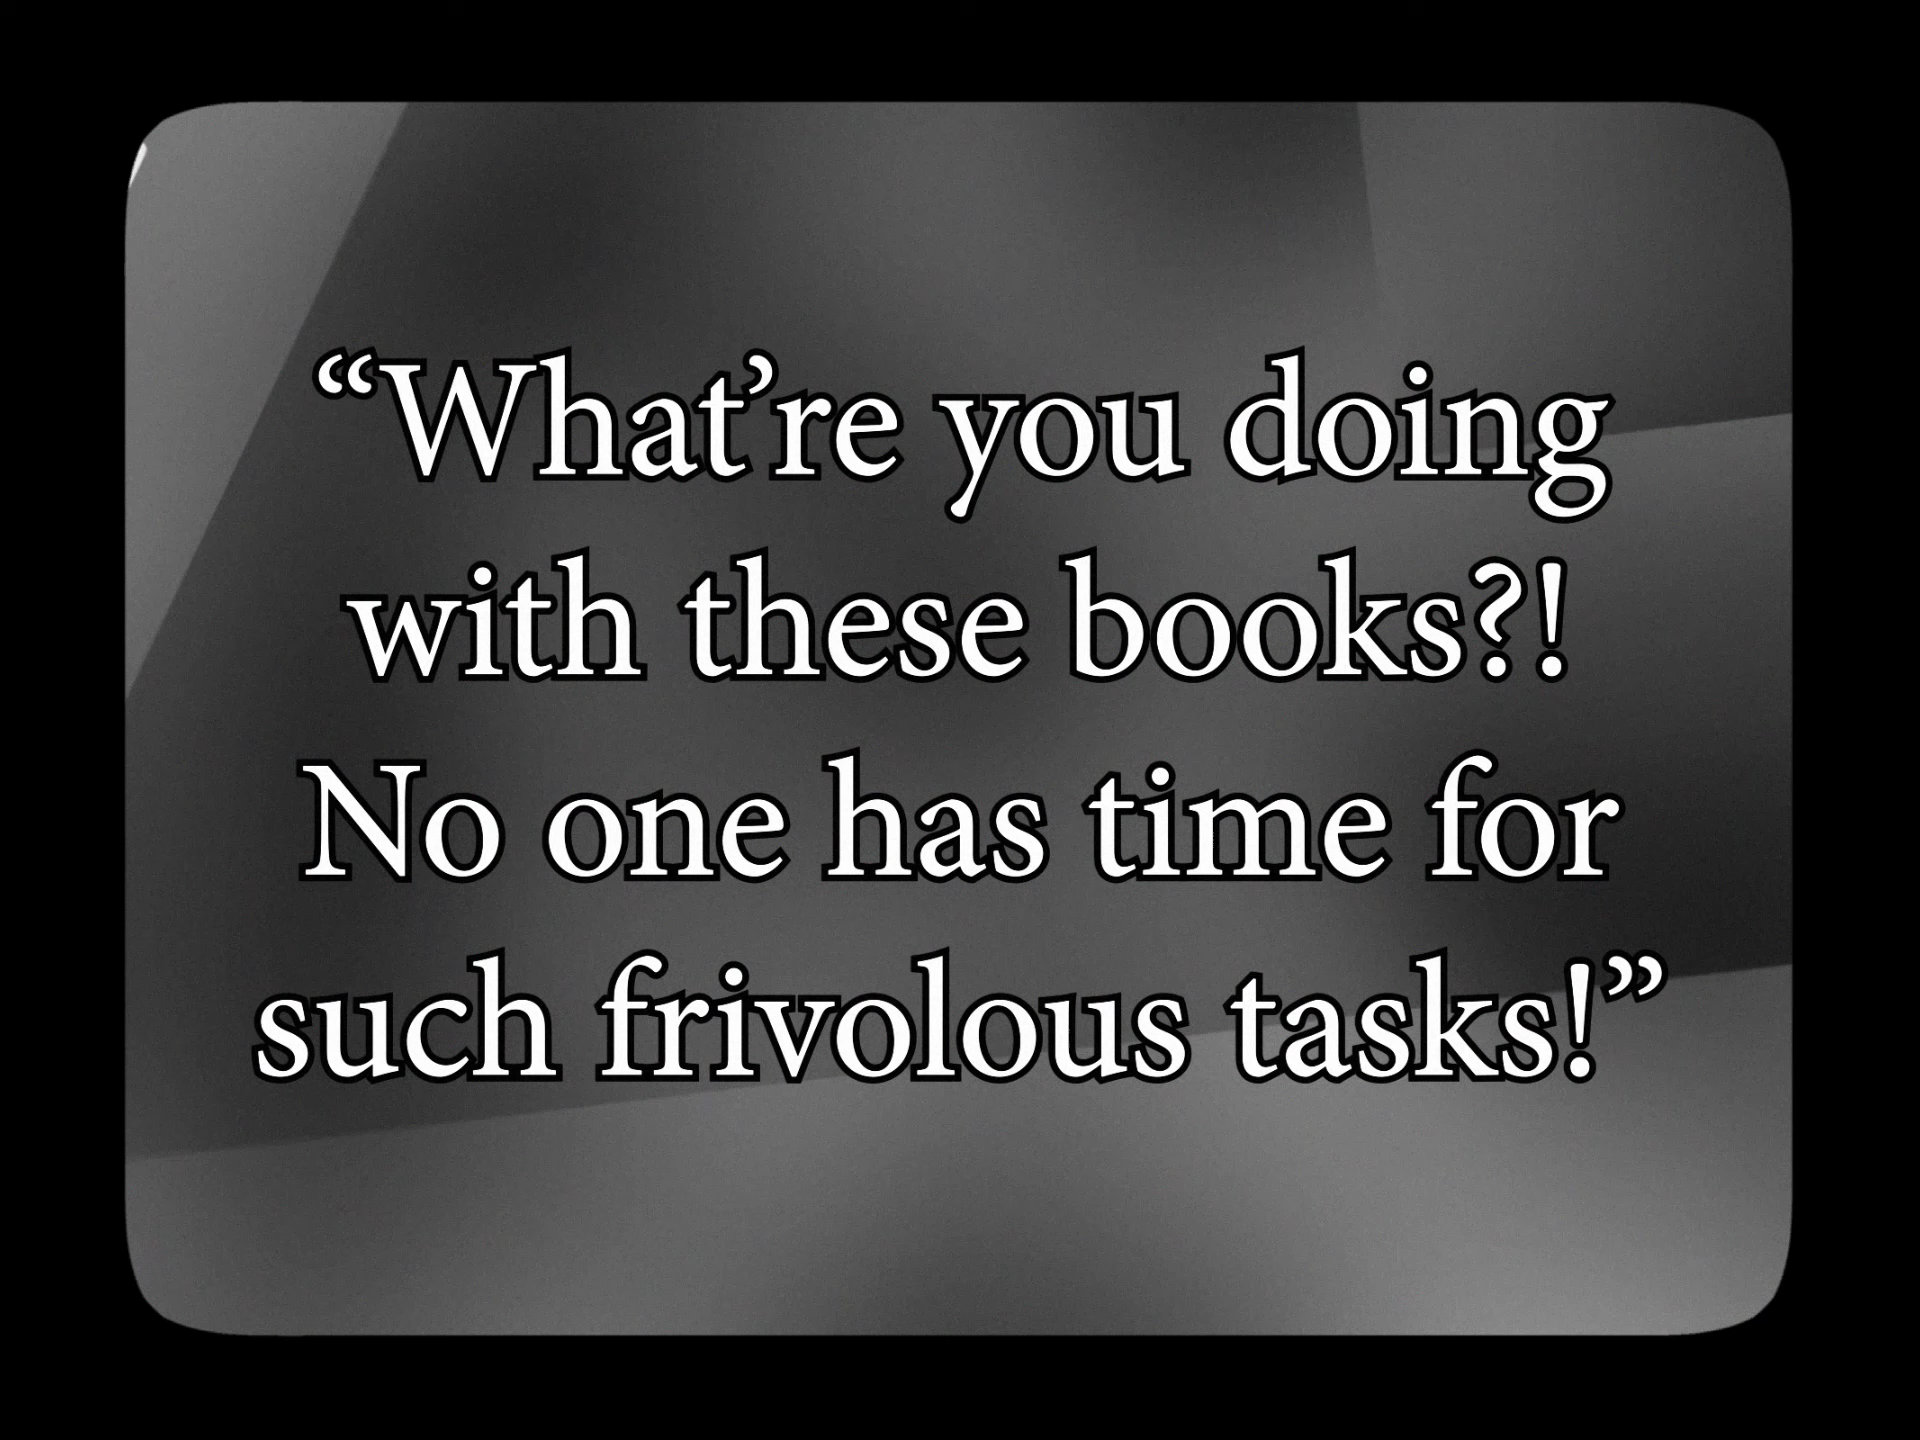 “What’re you doing
with these books?!
No one has time for
such frivolous tasks!”